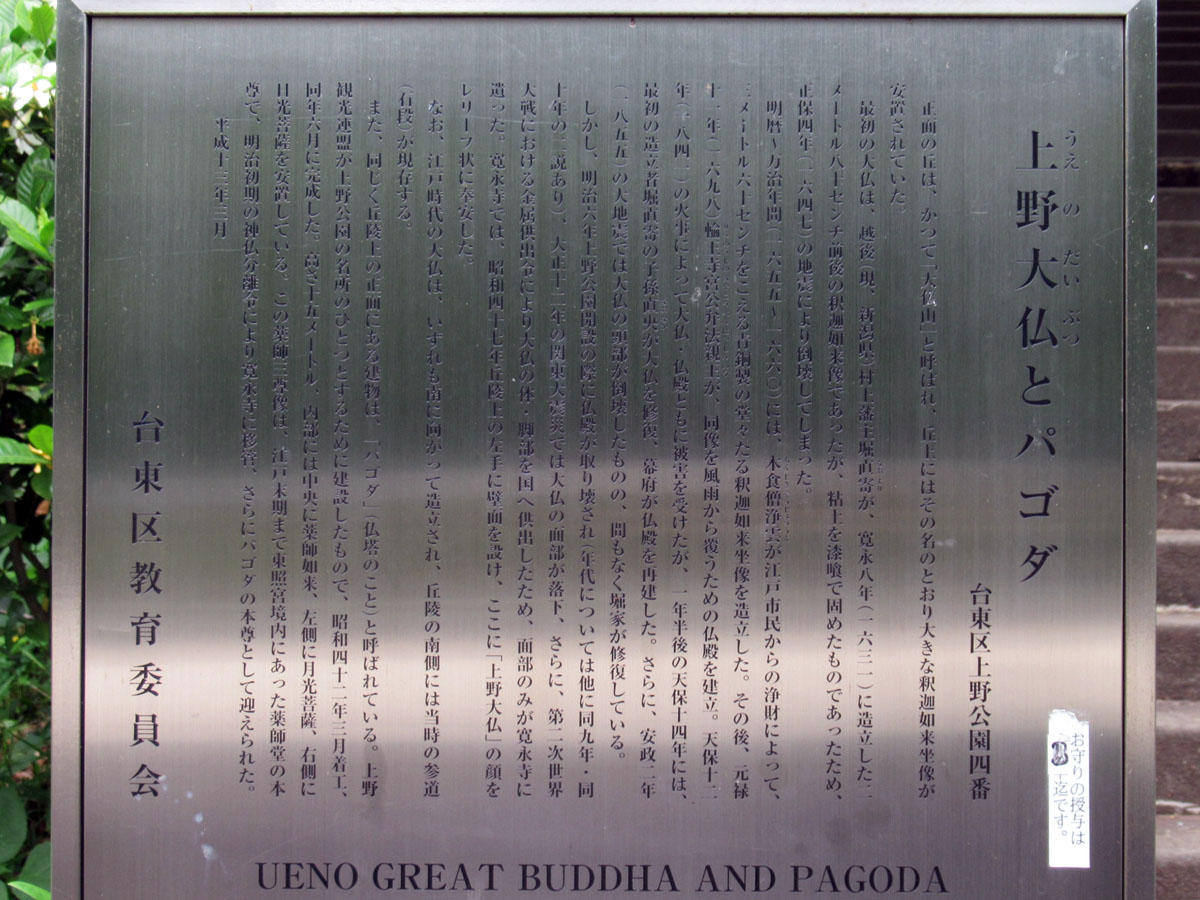 上野大仏とパゴダ
うえ の だいぶつ
台東区上野公園四番
正面の丘は、かつて「大仏山」と呼ばれ、丘上にはその名のとおり大きな釈迦如来坐像が
安置されていた。
最初の大仏は、越後(現、新潟県)村上藩主堀直寄が、寛永八年(一六三一)に造立した二
メートル八十センチ前後の釈迦如来像であったが、粘土を漆喰で固めたものであったため、
正保四年(一六四七)の地震により倒壊してしまった。
明暦~万治年間(一六五五~一六六〇)には、木食僧浄雲が江戸市民からの浄財によって、
三メートル六十センチをこえる青銅製の堂々たる釈迦如来坐像を造立した。その後、元禄
十一年(一六九八)輪王寺宮公弁法親王が、同像を風雨から覆うための仏殿を建立。天保十二
年(一八四一)の火事によって大仏・仏殿ともに被害を受けたが、一年半後の天保十四年には、
最初の造立者堀直寄の子孫直央が大仏を修復、幕府が仏殿を再建した。さらに、安政二年
(一八五五)の大地震では大仏の頭部が倒壊したものの、間もなく堀家が修復している。
しかし、明治六年上野公園開設の際に仏殿が取り壊され(年代については他に同九年・同
十年の二説あり)、大正十二年の関東大震災では大仏の面部が落下、さらに、第二次世界
大戦における金属供出令により大仏の体・脚部を国へ供出したため、面部のみが寛永寺に
遺った。寛永寺では、昭和四十七年丘陵上の左手に壁面を設け、ここに「上野大仏」の顔を
レリーフ状に奉安した。
なお、江戸時代の大仏は、いずれも南に向かって造立され、丘陵の南側には当時の参道
(石段)が現存する。
また、同じく丘陵上の正面にある建物は、「パゴダ」(仏塔のこと)と呼ばれている。上野
観光連盟が上野公園の名所のひとつとするために建設したもので、昭和四十二年三月着工、
同年六月に完成した。高さ十五メートル、内部には中央に薬師如来、左側に月光菩薩、右側に
日光菩薩を安置している。この薬師三尊像は、江戸末期まで東照宮境内にあった薬師堂の本
尊で、明治初期の神仏分離令により寛永寺に移管、さらにパゴダの本尊として迎えられた。
平成十三年三月
台東区教育委員会
お守りの授与は
迄です。
UENO GREAT BUDDHA AND PAGODA